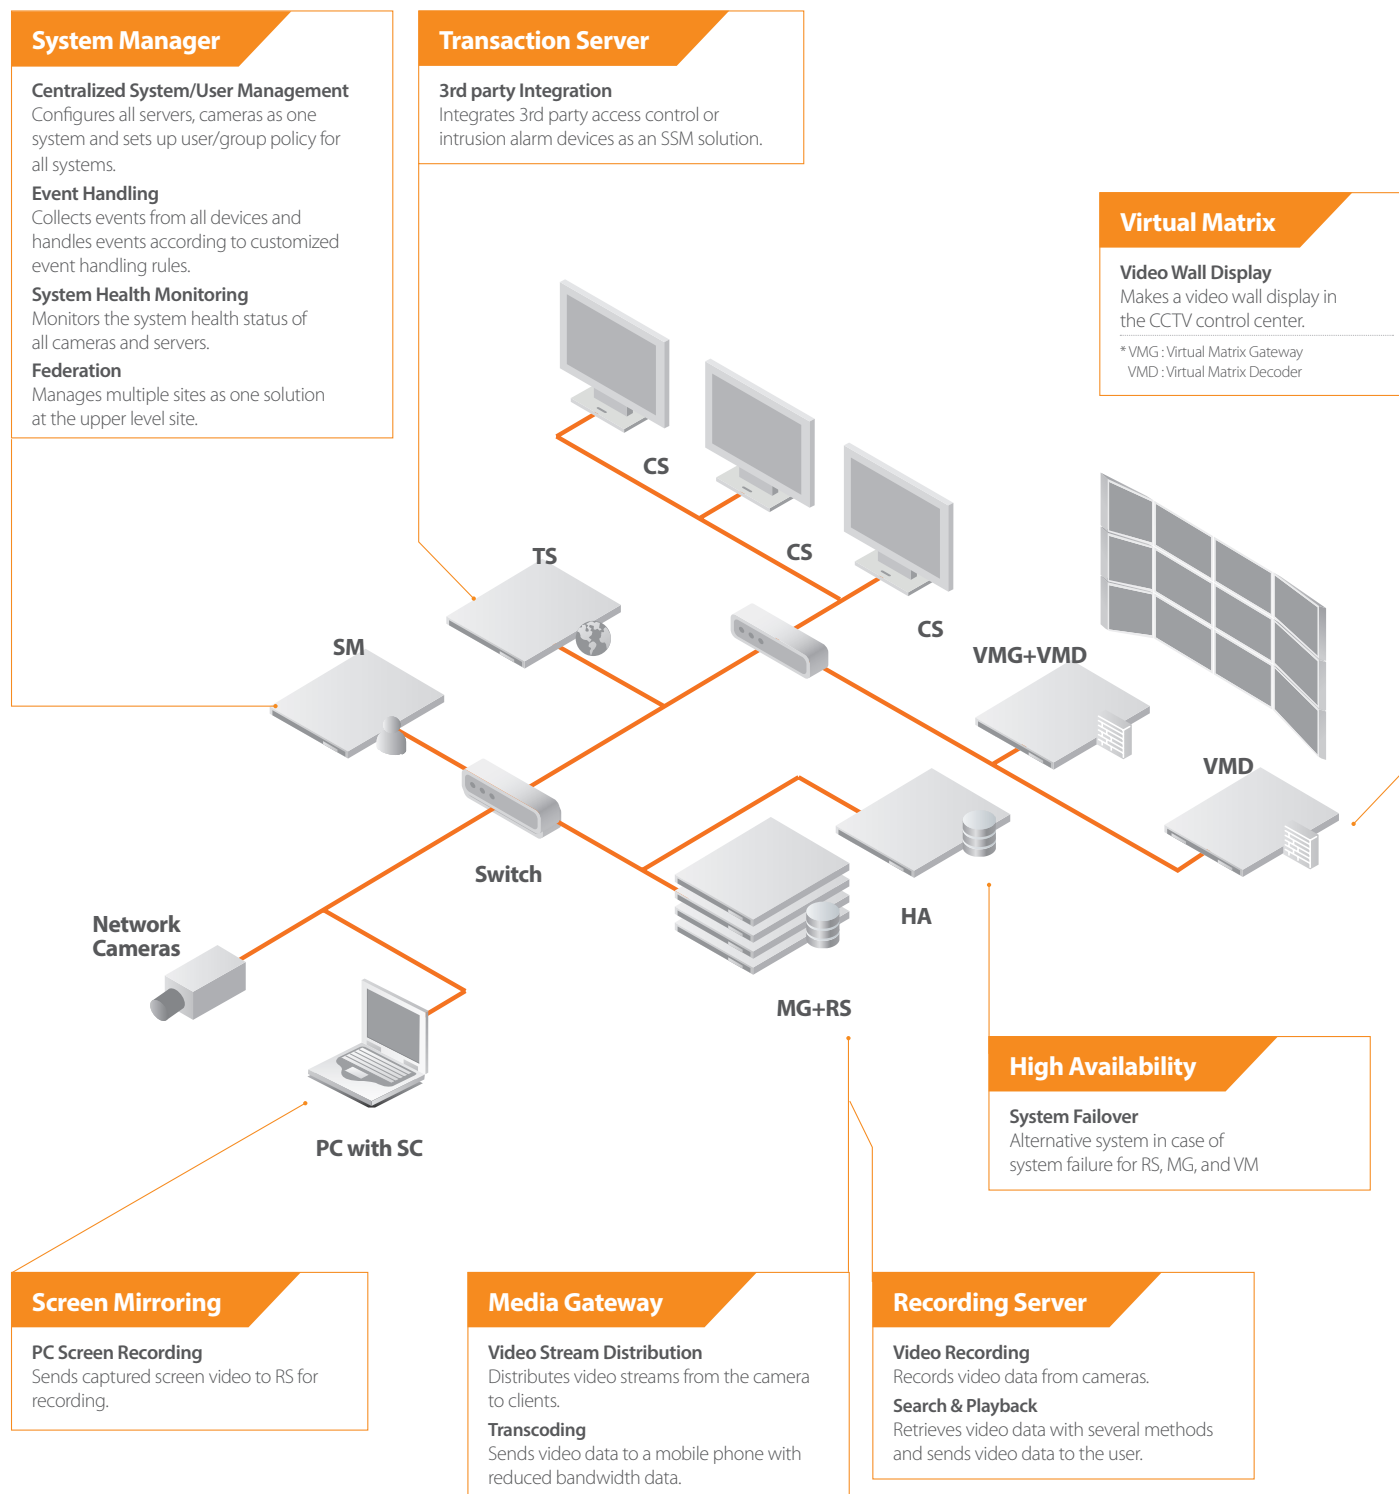 System Manager
Centralized System/User Management
Configures all servers, cameras as one
system and sets up user/group policy for
all systems.
Event Handling
Collects events from all devices and
handles events according to customized
event handling rules.
System Health Monitoring
Monitors the system health status of
all cameras and servers.
Federation
Manages multiple sites as one solution
at the upper level site.
Transaction Server
3rd party Integration
Integrates 3rd party access control or
intrusion alarm devices as an SSM solution.
Virtual Matrix
Video Wall Display
Makes a video wall display in
the CCTV control center.
* VMG : Virtual Matrix Gateway
VMD : Virtual Matrix Decoder
CS
CS
CS
TS
SM
VMG+VMD
VMD
Switch
HA
Network
Cameras
MG+RS
PC with SC
High Availability
System Failover
Alternative system in case of
system failure for RS, MG, and VM
Screen Mirroring
PC Screen Recording
Sends captured screen video to RS for
recording.
Media Gateway
Video Stream Distribution
Distributes video streams from the camera
to clients.
Transcoding
Sends video data to a mobile phone with
reduced bandwidth data.
Recording Server
Video Recording
Records video data from cameras.
Search & Playback
Retrieves video data with several methods
and sends video data to the user.